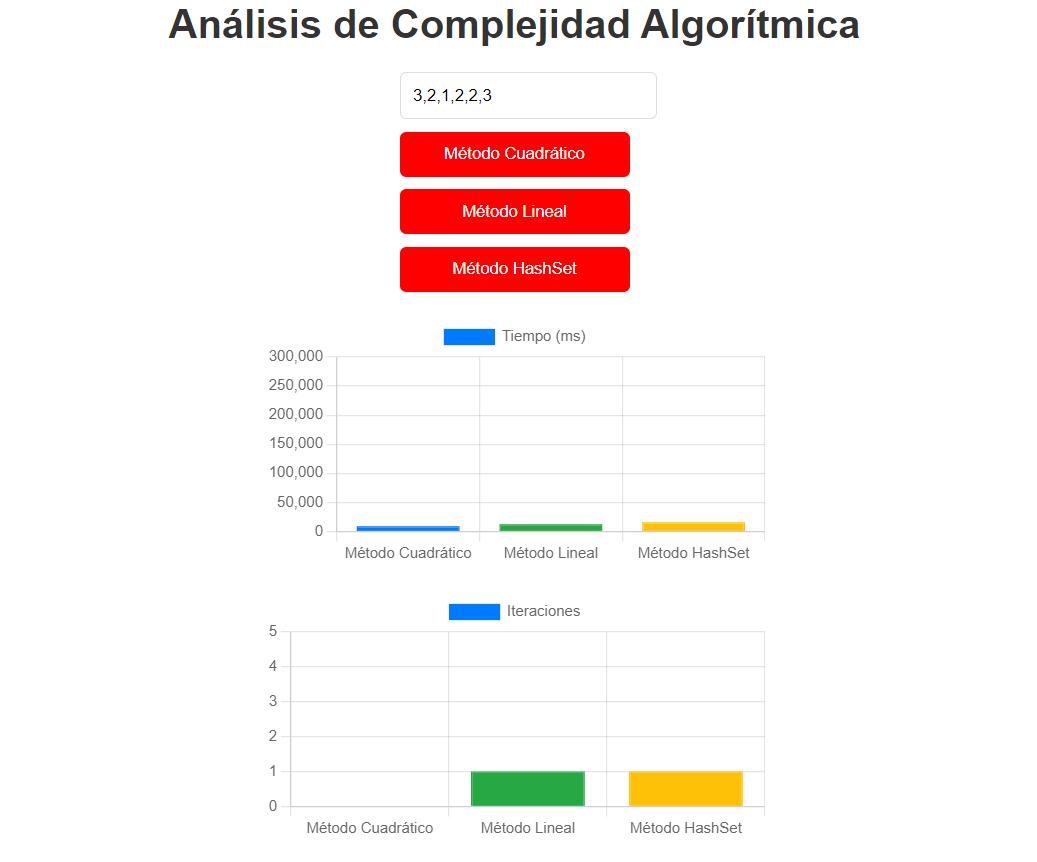 Análisis de Complejidad Algorítmica
3,2,1,2,2,3
Método Cuadrático
Método Lineal
Método HashSet
Tiempo (ms)
300,000
250,000
200,000
150,000
100,000
50,000
0
Método Cuadrático Método Lineal Método HashSet
Iteraciones
5
4
3
2
1
0
Método Cuadrático Método Lineal Método HashSet